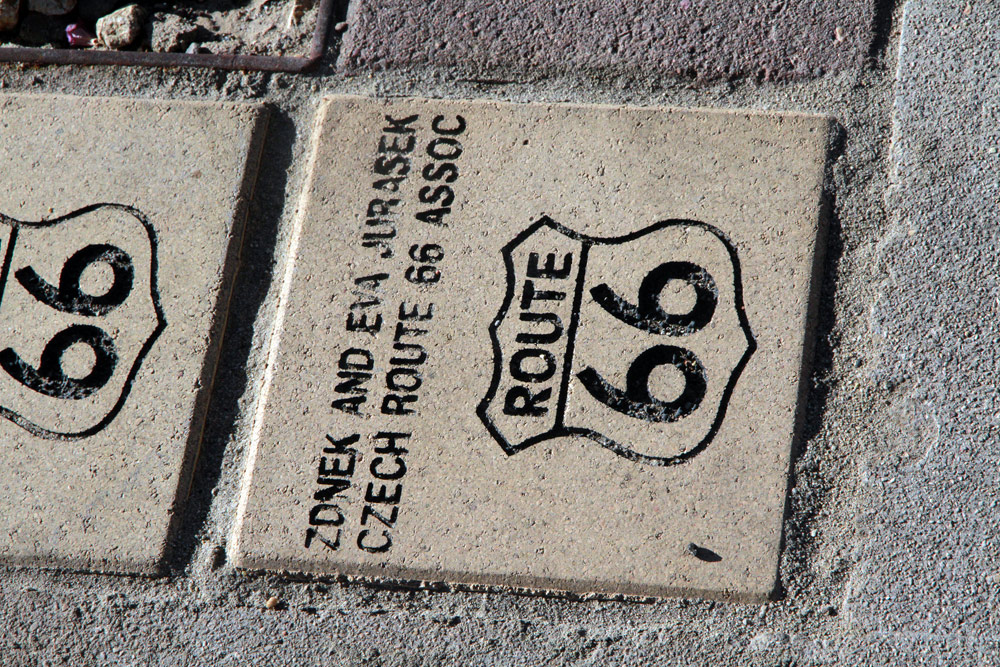 ZDNEK AND EVA JURASEK
CZECH ROUTE 66 ASSOC
ROUTE
66
66